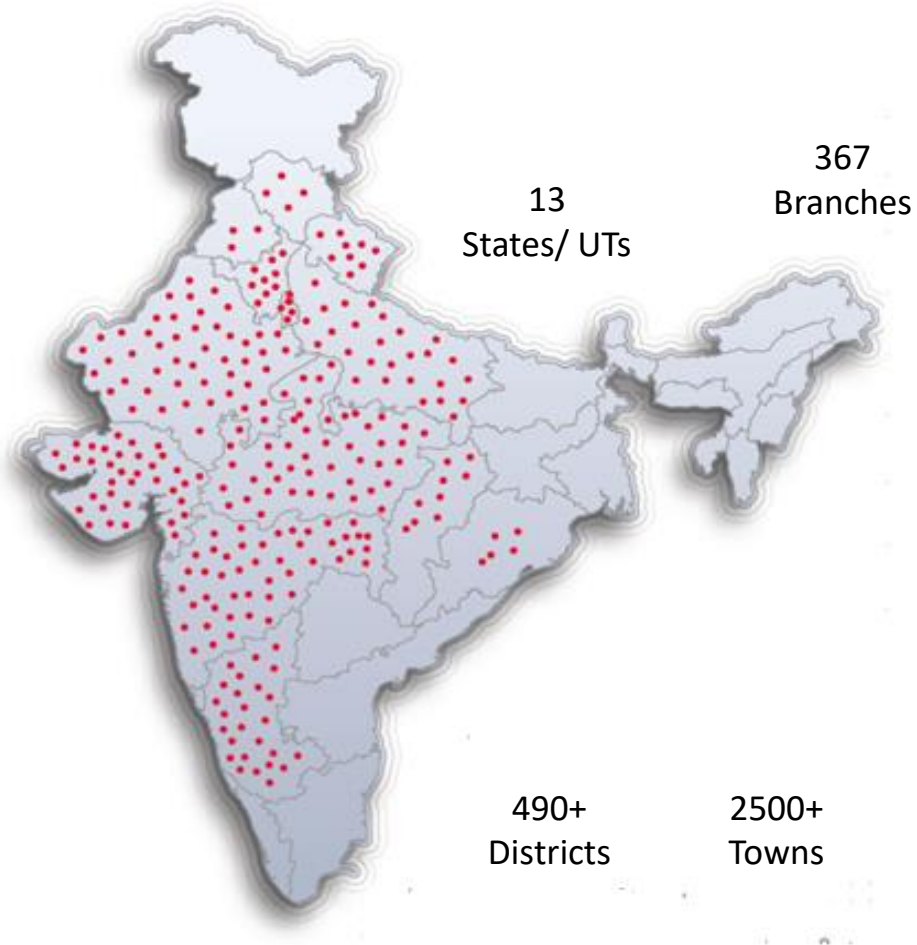 367
Branches
13
States/ UTs
490+
Districts
2500+
Towns